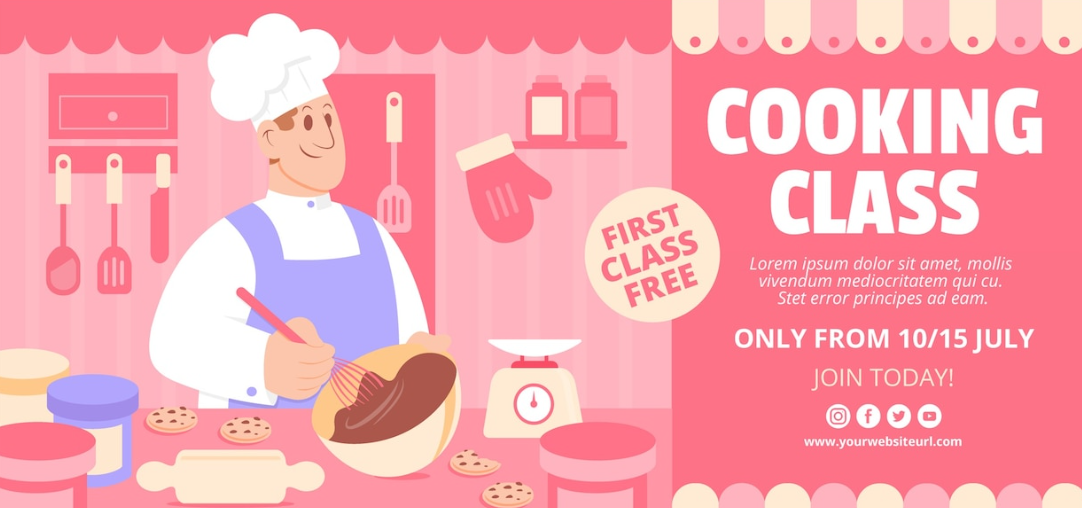 COOKING
CLASS
FIRST
CLASS
FREE
Lorem ipsum dolor sit amet, mollis
vivendum mediocritatem qui cu.
Stet error principes ad eam.
ONLY FROM 10/15 JULY
JOIN TODAY!
www.yourwebsiteurl.com